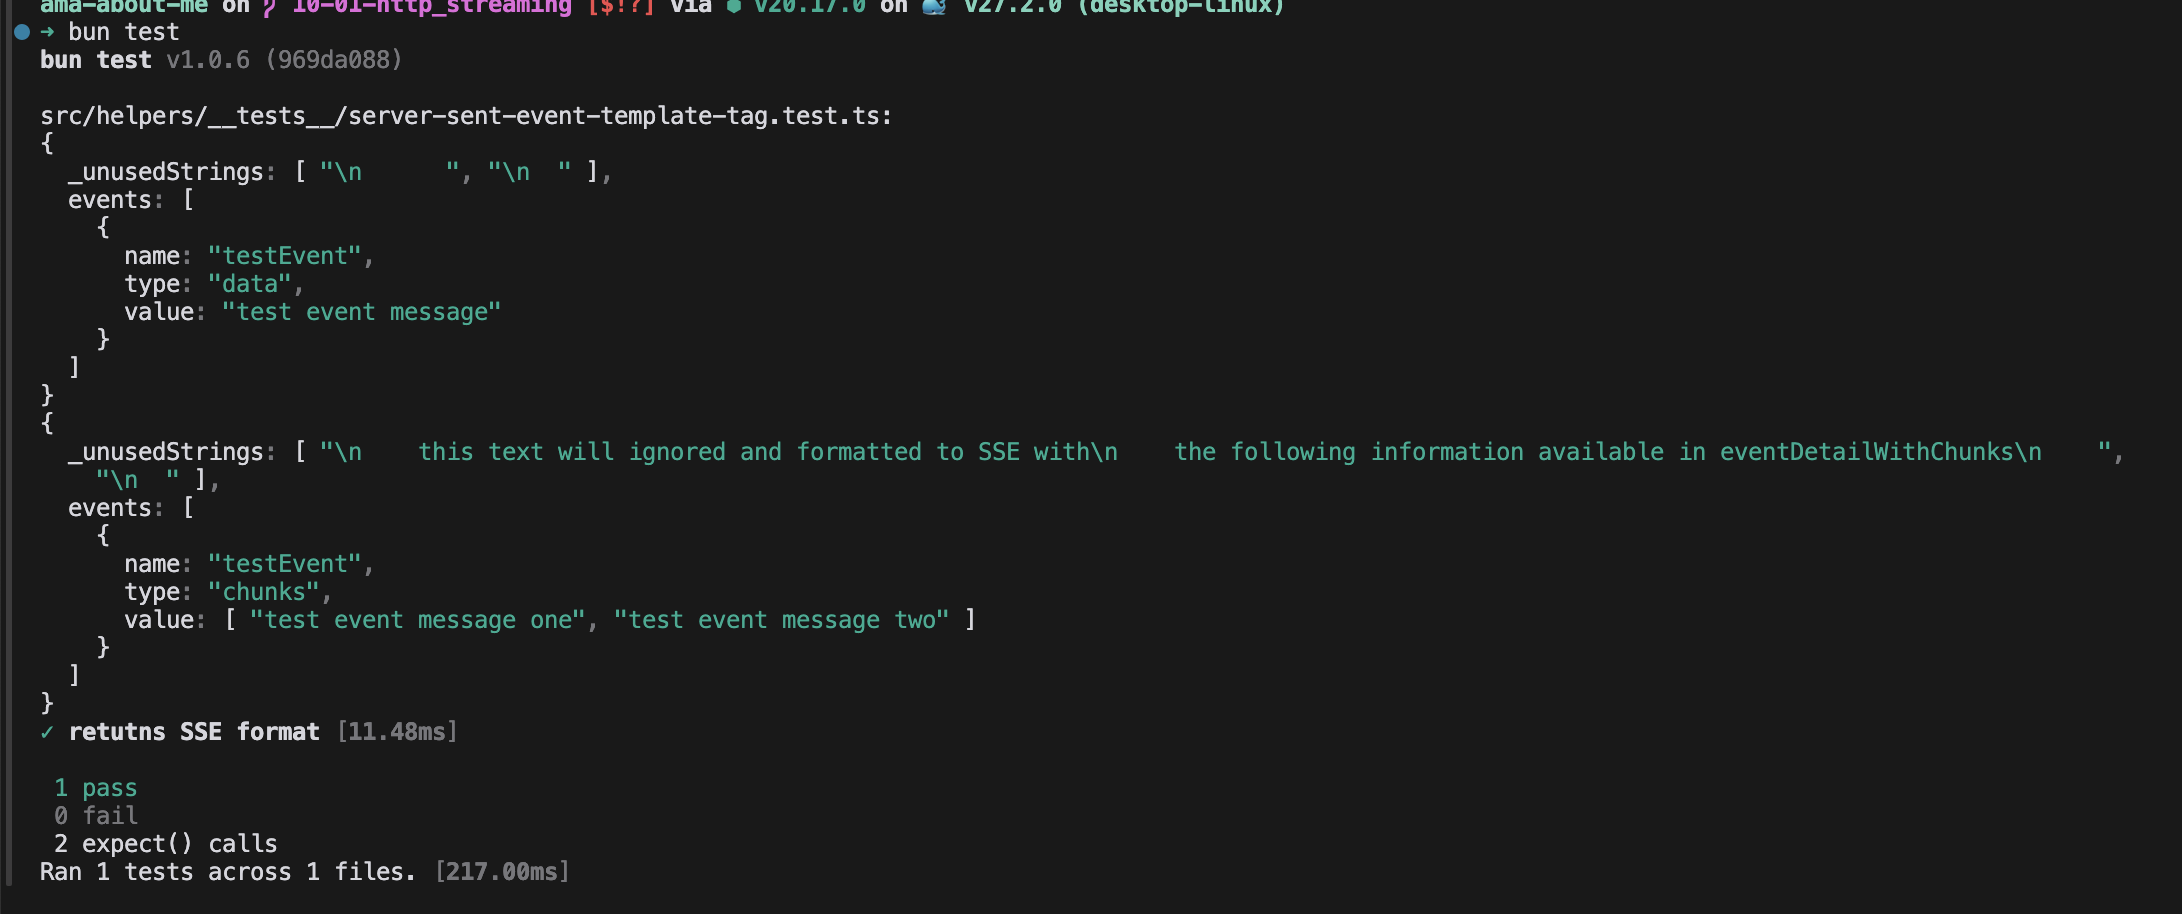 ama-about-me on 10-01-http_streaming [$!?] via v20.17.0 on v27.2.0 (desktop-linux)
➜ bun test
bun test v1.0.6 (969da088)
src/helpers/__tests__/server-sent-event-template-tag.test.ts:
{
  _unusedStrings: [ "\n      ", "\n  " ],
  events: [
    {
      name: "testEvent",
      type: "data",
      value: "test event message"
    }
  ]
}
{
  _unusedStrings: [ "\n    this text will ignored and formatted to SSE with\n    the following information available in eventDetailWithChunks\n    ",
    "\n  " ],
  events: [
    {
      name: "testEvent",
      type: "chunks",
      value: [ "test event message one", "test event message two" ]
    }
  ]
}
✓ retutns SSE format [11.48ms]
 1 pass
 0 fail
 2 expect() calls
Ran 1 tests across 1 files. [217.00ms]